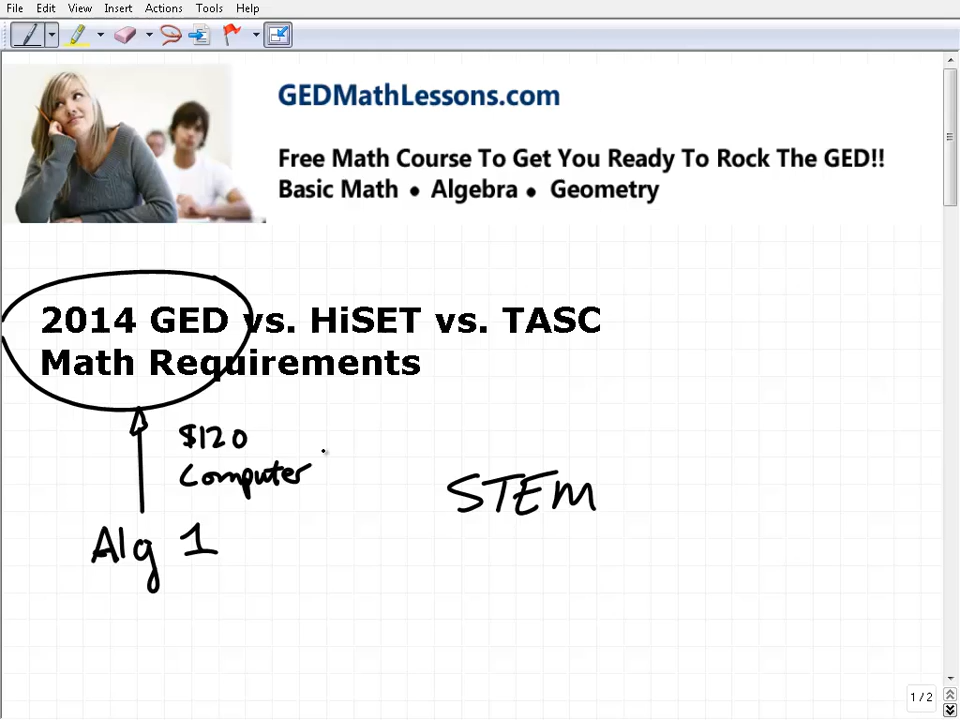 File Edit View Insert Actions Tools Help
GEDMathLessons.com
Free Math Course To Get You Ready To Rock The GED!!
Basic Math • Algebra • Geometry
2014 GED vs. HiSET vs. TASC
Math Requirements
$120
Computer
STEM
Alg 1
1 / 2